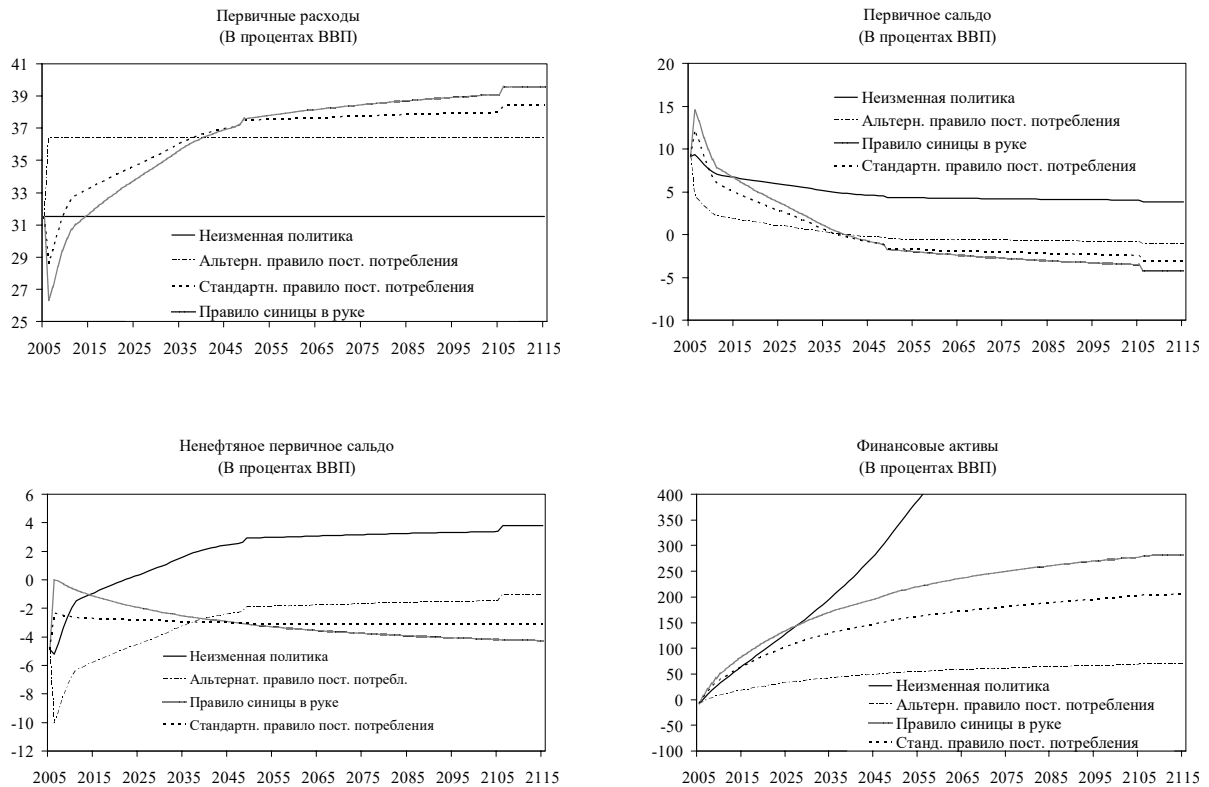 Первичные расходы
(В процентах ВВП)
41
39
37
35
33
31
29
27
25
Неизменная политика
Альтерн. правило пост. потребления
Стандартн. правило пост. потребления
Правило синицы в руке
2005 2015 2025 2035 2045 2055 2065 2075 2085 2095 2105 2115
Первичное сальдо
(В процентах ВВП)
20
15
10
5
0
-5
-10
Неизменная политика
Альтерн. правило пост. потребления
Правило синицы в руке
Стандартн. правило пост. потребления
2005 2015 2025 2035 2045 2055 2065 2075 2085 2095 2105 2115
Ненефтяное первичное сальдо
(В процентах ВВП)
6
4
2
0
-2
-4
-6
-8
-10
-12
Неизменная политика
Альтернат. правило пост. потребл.
Правило синицы в руке
Стандартн. правило пост. потребления
2005 2015 2025 2035 2045 2055 2065 2075 2085 2095 2105 2115
Финансовые активы
(В процентах ВВП)
400
350
300
250
200
150
100
50
0
-50
-100
Неизменная политика
Альтерн. правило пост. потребления
Правило синицы в руке
Станд. правило пост. потребления
2005 2015 2025 2035 2045 2055 2065 2075 2085 2095 2105 2115